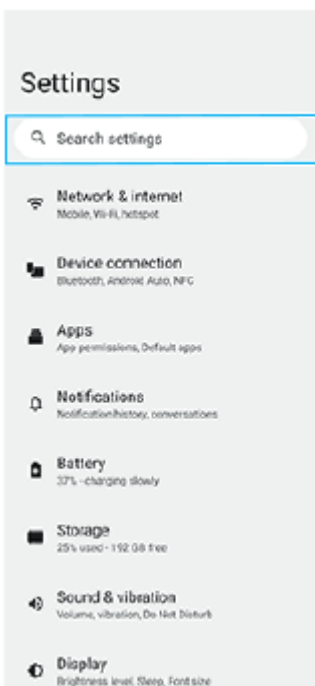 Settings
Search settings
Network & internet
Mobile, Wi-Fi, hotspot
Device connection
Bluetooth, Android Auto, NFC
Apps
App permissions, Default apps
Notifications
Notification history, conversations
Battery
37% - charging slowly
Storage
25% used - 192 GB free
Sound & vibration
Volume, vibration, Do Not Disturb
Display
Brightness level, Sleep, Font size